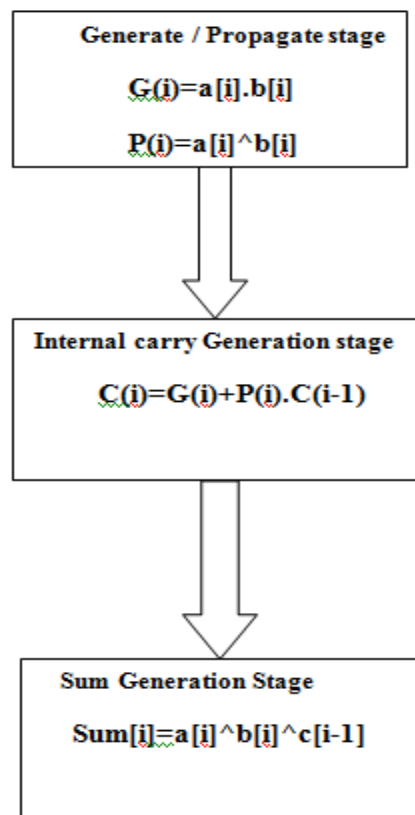 Generate / Propagate stage
G(i)=a[i].b[i]
P(i)=a[i]^b[i]
Internal carry Generation stage
C(i)=G(i)+P(i).C(i-1)
Sum Generation Stage
Sum[i]=a[i]^b[i]^c[i-1]